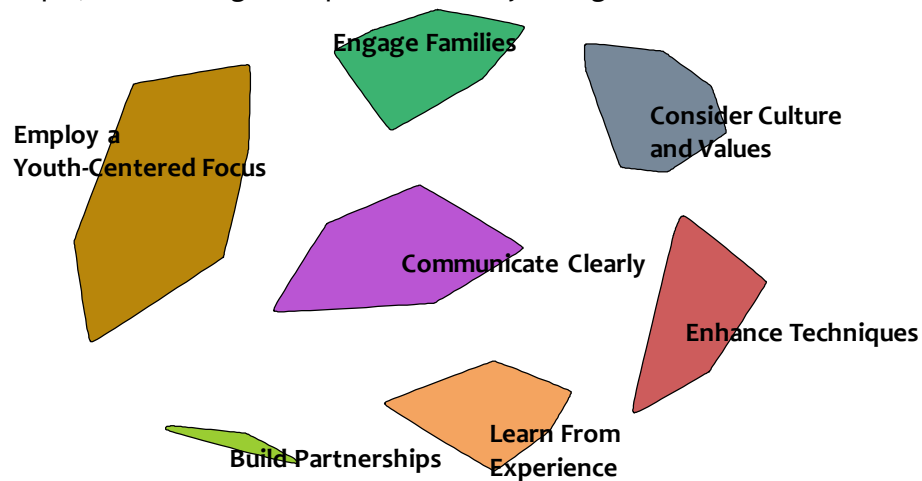 Engage Families
Consider Culture
and Values
Employ a
Youth-Centered Focus
Communicate Clearly
Enhance Techniques
Learn From
Experience
Build Partnerships